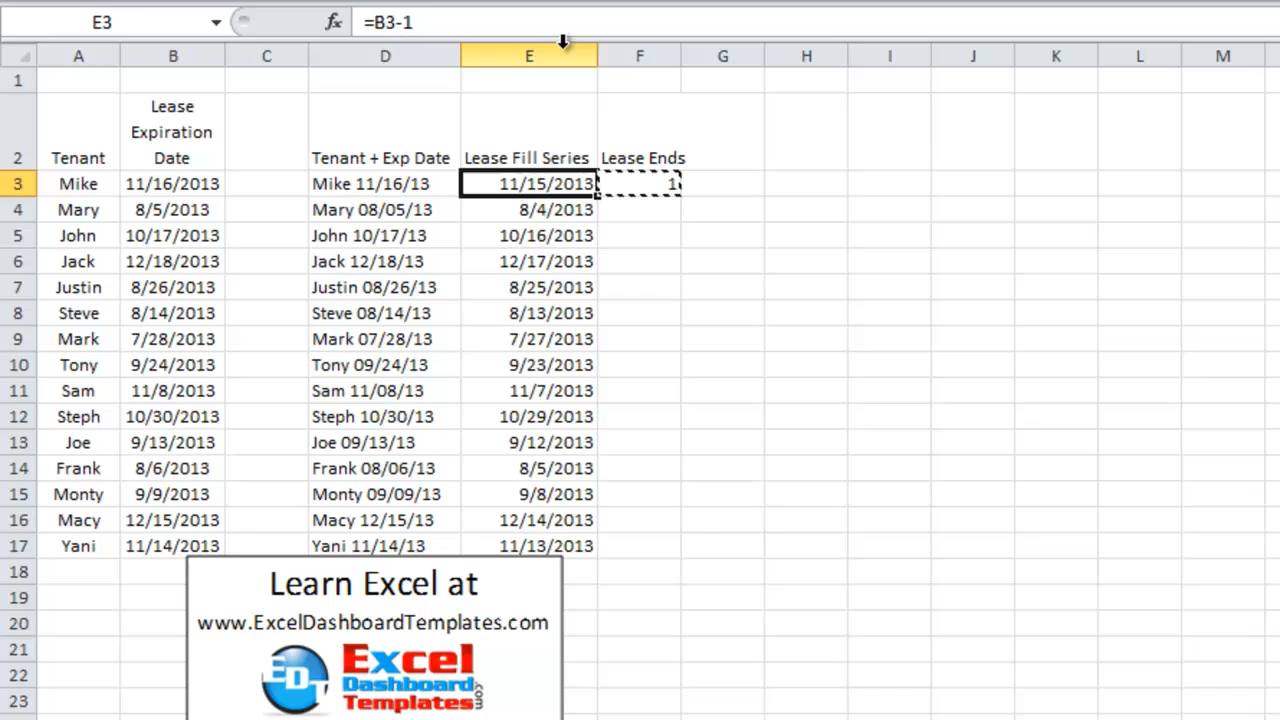 E3 fx =B3-1
A B C D E F G H I J K L M
1
Lease
Expiration
2 Tenant Date Tenant + Exp Date Lease Fill Series Lease Ends
3 Mike 11/16/2013 Mike 11/16/13 11/15/2013 1
4 Mary 8/5/2013 Mary 08/05/13 8/4/2013
5 John 10/17/2013 John 10/17/13 10/16/2013
6 Jack 12/18/2013 Jack 12/18/13 12/17/2013
7 Justin 8/26/2013 Justin 08/26/13 8/25/2013
8 Steve 8/14/2013 Steve 08/14/13 8/13/2013
9 Mark 7/28/2013 Mark 07/28/13 7/27/2013
10 Tony 9/24/2013 Tony 09/24/13 9/23/2013
11 Sam 11/8/2013 Sam 11/08/13 11/7/2013
12 Steph 10/30/2013 Steph 10/30/13 10/29/2013
13 Joe 9/13/2013 Joe 09/13/13 9/12/2013
14 Frank 8/6/2013 Frank 08/06/13 8/5/2013
15 Monty 9/9/2013 Monty 09/09/13 9/8/2013
16 Macy 12/15/2013 Macy 12/15/13 12/14/2013
17 Yani 11/14/2013 Yani 11/14/13 11/13/2013
18
19
20
21
22
23
Learn Excel at
www.ExcelDashboardTemplates.com
EDT
Excel
Dashboard
Templates
.com